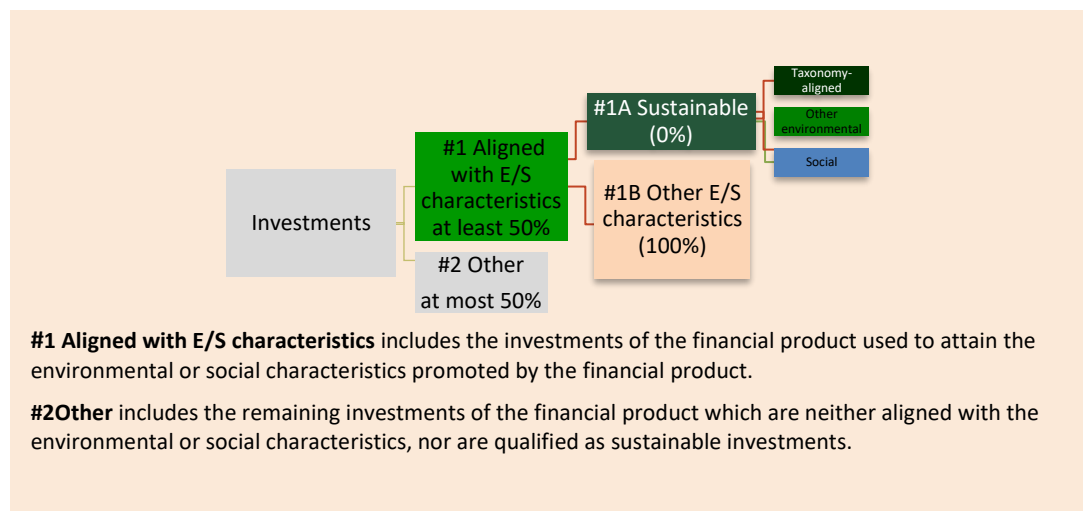 Taxonomy-
aligned
#1A Sustainable
(0%)
Other
environmental
#1 Aligned
with E/S
characteristics
at least 50%
Social
#1B Other E/S
characteristics
(100%)
Investments
#2 Other
at most 50%
#1 Aligned with E/S characteristics includes the investments of the financial product used to attain the
environmental or social characteristics promoted by the financial product.
#2Other includes the remaining investments of the financial product which are neither aligned with the
environmental or social characteristics, nor are qualified as sustainable investments.